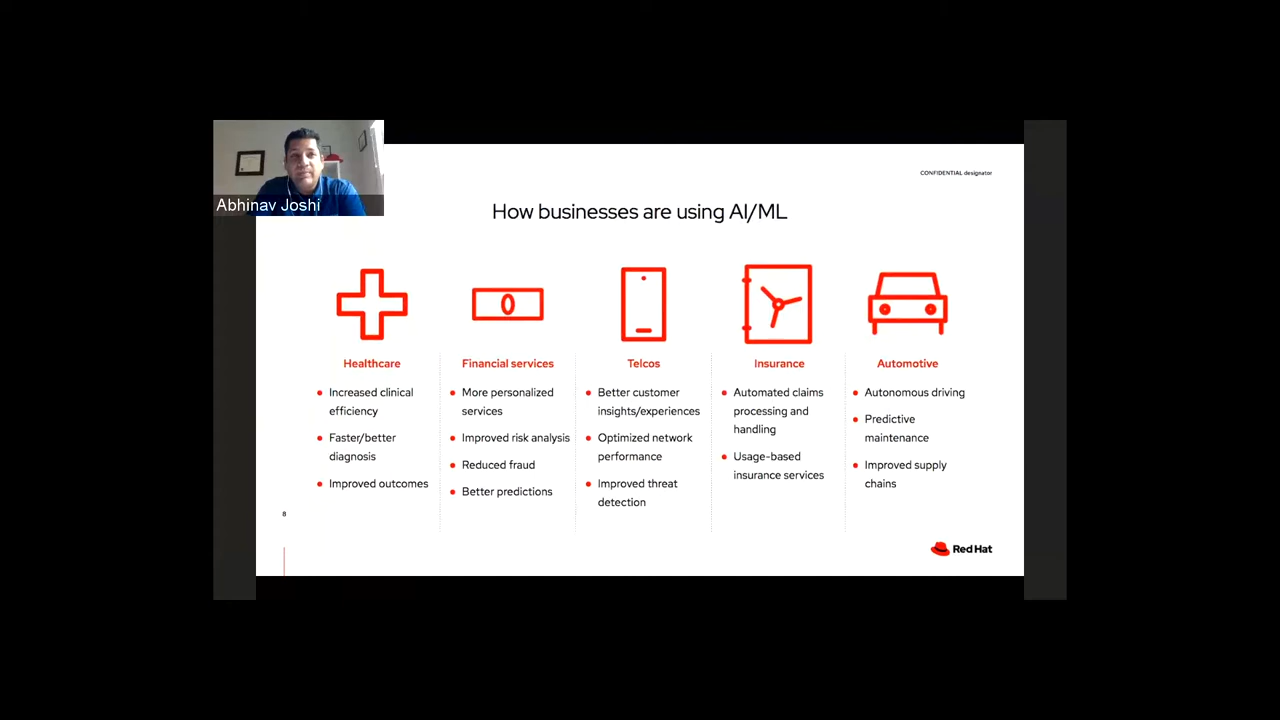 Abhinav Joshi
CONFIDENTIAL designator
How businesses are using AI/ML
Healthcare
Increased clinical
efficiency
Faster/better
diagnosis
Improved outcomes
Financial services
More personalized
services
Improved risk analysis
Reduced fraud
Better predictions
Telcos
Better customer
insights/experiences
Optimized network
performance
Improved threat
detection
Insurance
Automated claims
processing and
handling
Usage-based
insurance services
Automotive
Autonomous driving
Predictive
maintenance
Improved supply
chains
8
Red Hat